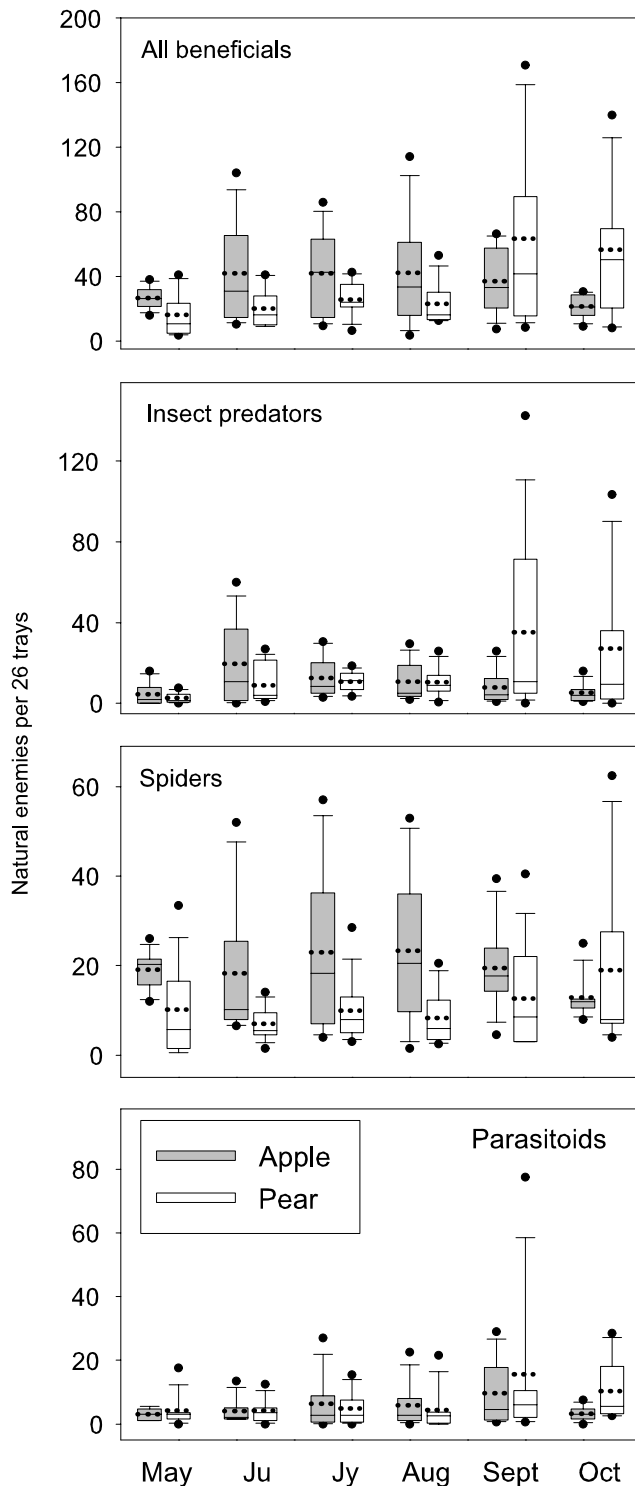 200
All beneficials
160
120
80
40
0
Insect predators
120
80
40
0
Natural enemies per 26 trays
Spiders
60
40
20
0
Parasitoids
Apple
Pear
80
60
40
20
0
May Ju Jy Aug Sept Oct